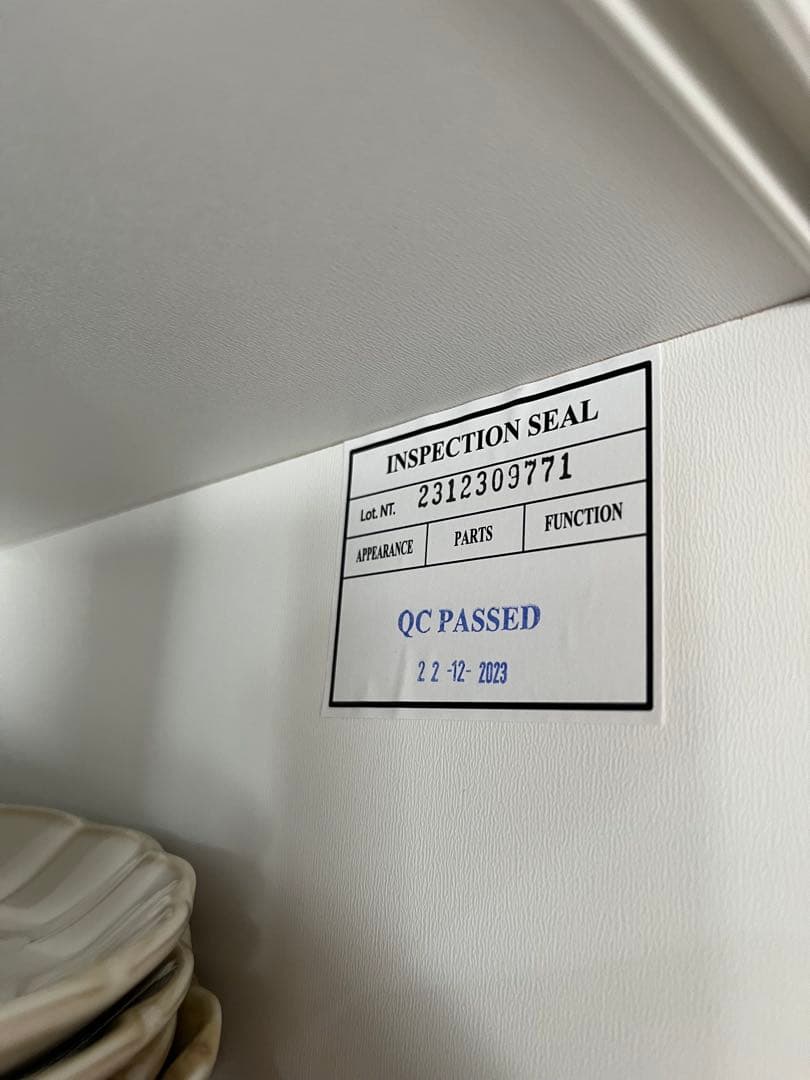 INSPECTION SEAL
Lot. NT. 2312309771
APPEARANCE PARTS FUNCTION
QC PASSED
22-12-2023